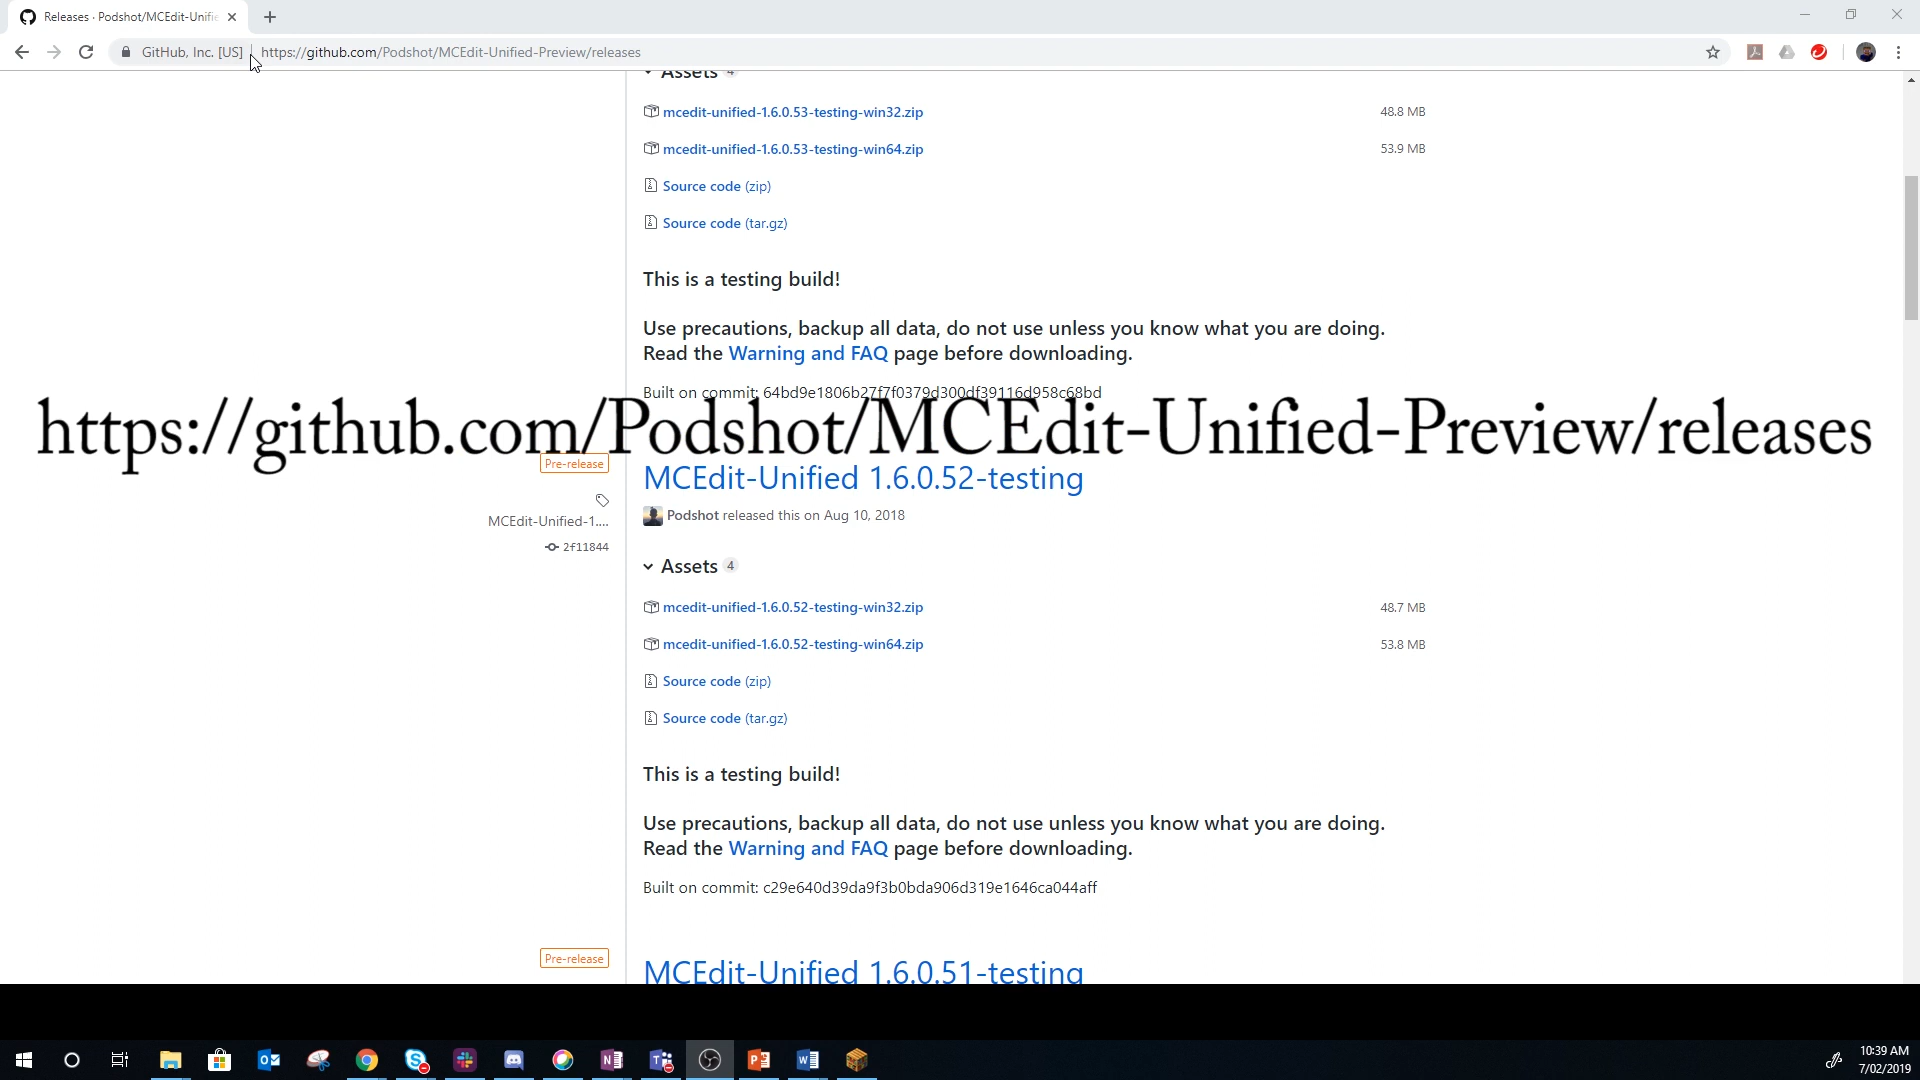 Releases · Podshot/MCEdit-Unifie
GitHub, Inc. [US] https://github.com/Podshot/MCEdit-Unified-Preview/releases
Assets 4
mcedit-unified-1.6.0.53-testing-win32.zip 48.8 MB
mcedit-unified-1.6.0.53-testing-win64.zip 53.9 MB
Source code (zip)
Source code (tar.gz)
This is a testing build!
Use precautions, backup all data, do not use unless you know what you are doing.
Read the Warning and FAQ page before downloading.
Built on commit: 64bd9e1806b27f7f0379d300df39116d958c68bd
https://github.com/Podshot/MCEdit-Unified-Preview/releases
Pre-release
MCEdit-Unified-1....
2f11844
MCEdit-Unified 1.6.0.52-testing
Podshot released this on Aug 10, 2018
Assets 4
mcedit-unified-1.6.0.52-testing-win32.zip 48.7 MB
mcedit-unified-1.6.0.52-testing-win64.zip 53.8 MB
Source code (zip)
Source code (tar.gz)
This is a testing build!
Use precautions, backup all data, do not use unless you know what you are doing.
Read the Warning and FAQ page before downloading.
Built on commit: c29e640d39da9f3b0bda906d319e1646ca044aff
Pre-release
MCEdit-Unified 1.6.0.51-testing
10:39 AM
7/02/2019